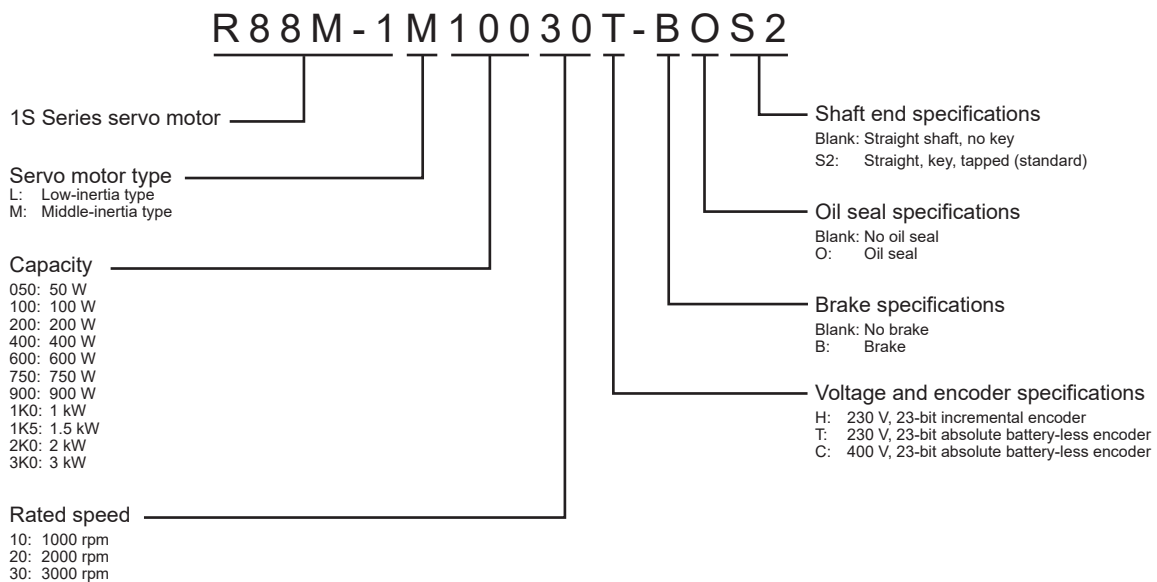 R88M-1M10030T-BOS2
1S Series servo motor
Servo motor type
L: Low-inertia type
M: Middle-inertia type
Capacity
050: 50 W
100: 100 W
200: 200 W
400: 400 W
600: 600 W
750: 750 W
900: 900 W
1K0: 1 kW
1K5: 1.5 kW
2K0: 2 kW
3K0: 3 kW
Rated speed
10: 1000 rpm
20: 2000 rpm
30: 3000 rpm
Shaft end specifications
Blank: Straight shaft, no key
S2: Straight, key, tapped (standard)
Oil seal specifications
Blank: No oil seal
O: Oil seal
Brake specifications
Blank: No brake
B: Brake
Voltage and encoder specifications
H: 230 V, 23-bit incremental encoder
T: 230 V, 23-bit absolute battery-less encoder
C: 400 V, 23-bit absolute battery-less encoder